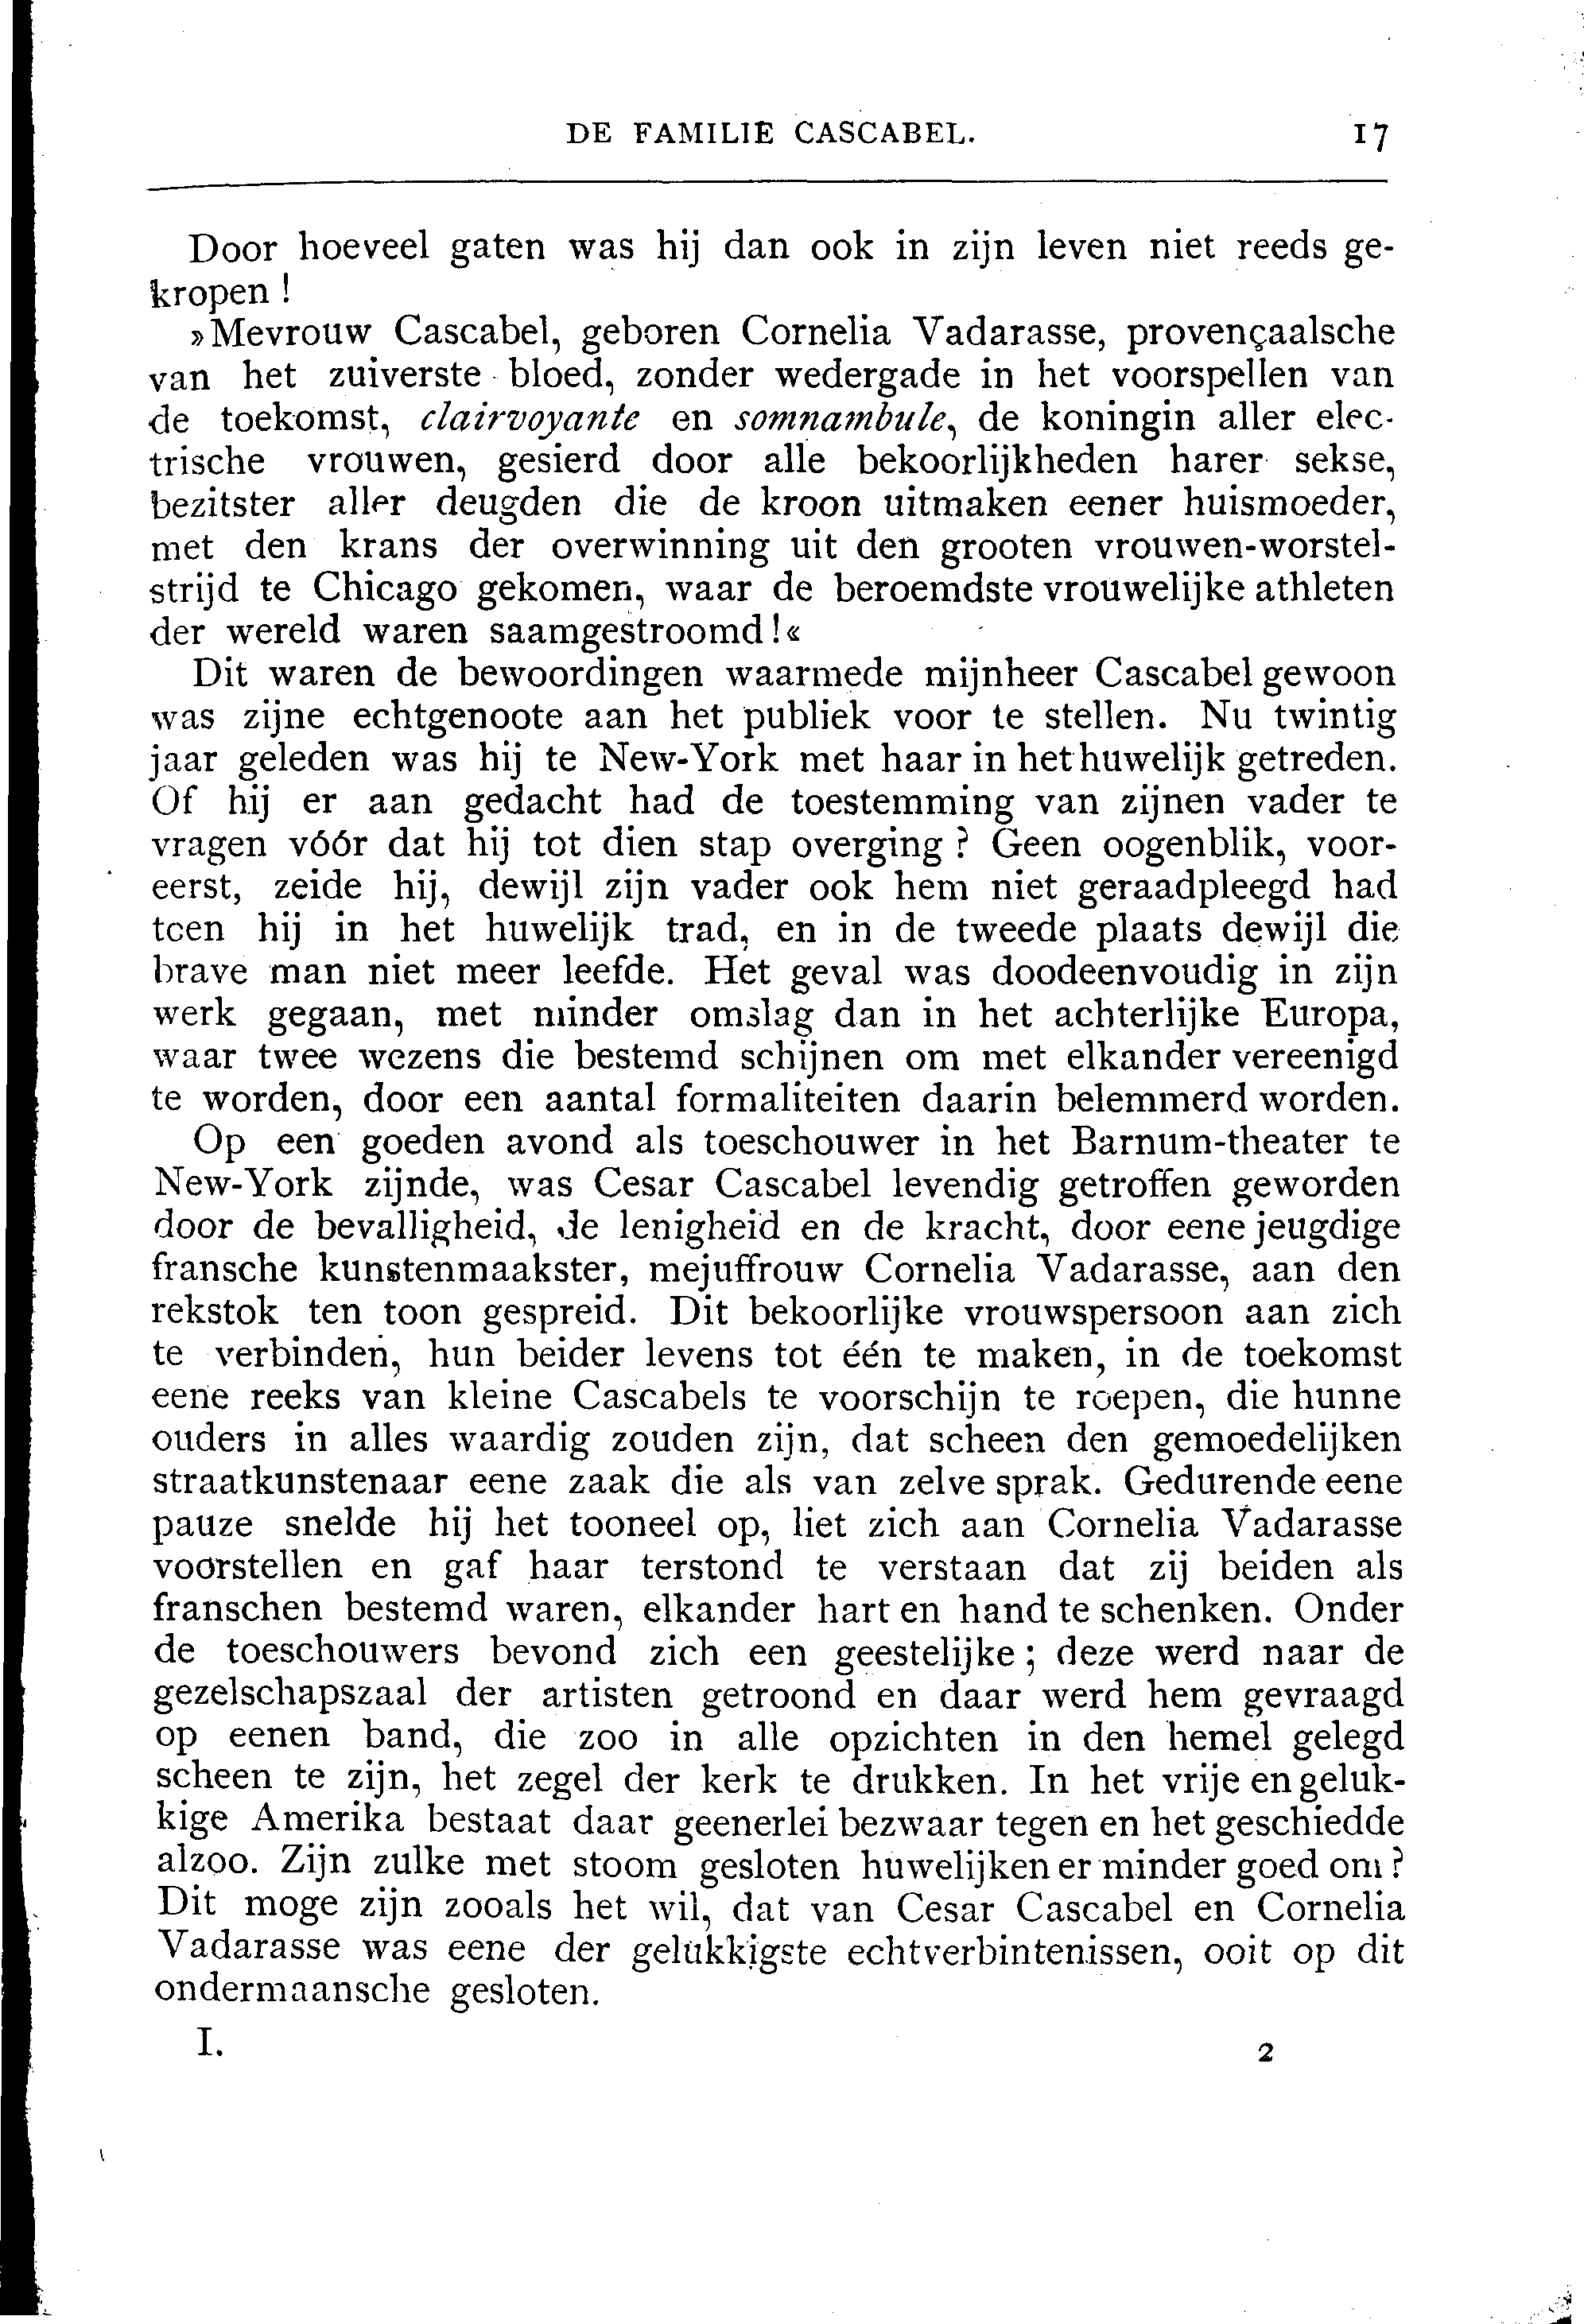 DE FAMILIE CASCABEL. 17
Door hoeveel gaten was hij dan ook in zijn leven niet reeds ge-
kropen!
»Mevrouw Cascabel, geboren Cornelia Vadarasse, provençaalsche
van het zuiverste bloed, zonder wedergade in het voorspellen van
de toekomst, clairvoyante en somnambule, de koningin aller elec-
trische vrouwen, gesierd door alle bekoorlijkheden harer sekse,
bezitster aller deugden die de kroon uitmaken eener huismoeder,
met den krans der overwinning uit den grooten vrouwen-worstel-
strijd te Chicago gekomen, waar de beroemdste vrouwelijke athleten
der wereld waren saamgestroomd!«
Dit waren de bewoordingen waarmede mijnheer Cascabel gewoon
was zijne echtgenoote aan het publiek voor te stellen. Nu twintig
jaar geleden was hij te New-York met haar in het huwelijk getreden.
Of hij er aan gedacht had de toestemming van zijnen vader te
vragen vóór dat hij tot dien stap overging? Geen oogenblik, voor-
eerst, zeide hij, dewijl zijn vader ook hem niet geraadpleegd had
toen hij in het huwelijk trad, en in de tweede plaats dewijl die
brave man niet meer leefde. Het geval was doodeenvoudig in zijn
werk gegaan, met minder omslag dan in het achterlijke Europa,
waar twee wezens die bestemd schijnen om met elkander vereenigd
te worden, door een aantal formaliteiten daarin belemmerd worden.
Op een goeden avond als toeschouwer in het Barnum-theater te
New-York zijnde, was Cesar Cascabel levendig getroffen geworden
door de bevalligheid, de lenigheid en de kracht, door eene jeugdige
fransche kunstenmaakster, mejuffrouw Cornelia Vadarasse, aan den
rekstok ten toon gespreid. Dit bekoorlijke vrouwspersoon aan zich
te verbinden, hun beider levens tot één te maken, in de toekomst
eene reeks van kleine Cascabels te voorschijn te roepen, die hunne
ouders in alles waardig zouden zijn, dat scheen den gemoedelijken
straatkunstenaar eene zaak die als van zelve sprak. Gedurende eene
pauze snelde hij het tooneel op, liet zich aan Cornelia Vadarasse
voorstellen en gaf haar terstond te verstaan dat zij beiden als
franschen bestemd waren, elkander hart en hand te schenken. Onder
de toeschouwers bevond zich een geestelijke; deze werd naar de
gezelschapszaal der artisten getroond en daar werd hem gevraagd
op eenen band, die zoo in alle opzichten in den hemel gelegd
scheen te zijn, het zegel der kerk te drukken. In het vrije en geluk-
kige Amerika bestaat daar geenerlei bezwaar tegen en het geschiedde
alzoo. Zijn zulke met stoom gesloten huwelijken er minder goed om?
Dit moge zijn zooals het wil, dat van Cesar Cascabel en Cornelia
Vadarasse was eene der gelukkigste echtverbintenissen, ooit op dit
ondermaansche gesloten.
I. 2